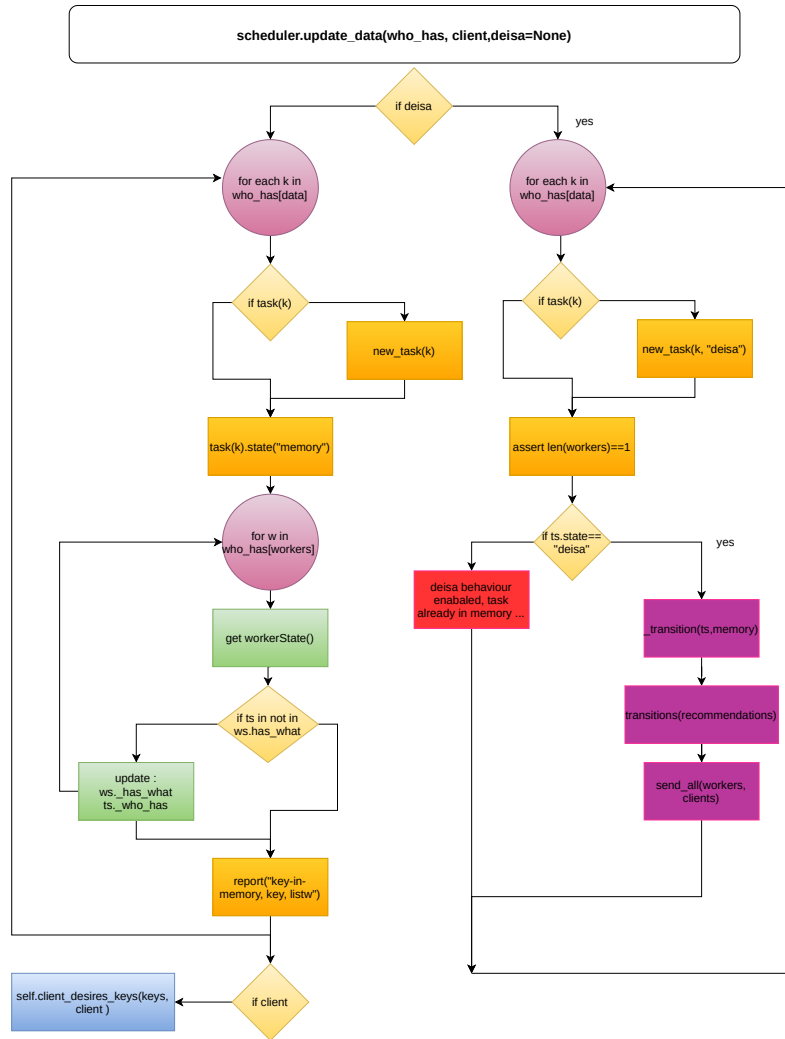 scheduler.update_data(who_has, client,deisa=None)
if deisa
yes
for each k in
who_has[data]
for each k in
who_has[data]
if task(k)
if task(k)
new_task(k)
new_task(k, "deisa")
task(k).state("memory")
assert len(workers)==1
for w in
who_has[workers]
if ts.state==
"deisa"
yes
deisa behaviour
enabaled, task
already in memory ...
get workerState()
_transition(ts,memory)
if ts in not in
ws.has_what
transitions(recommendations)
update :
ws._has_what
ts._who_has
send_all(workers,
clients)
report("key-in-
memory, key, listw")
self.client_desires_keys(keys,
client )
if client